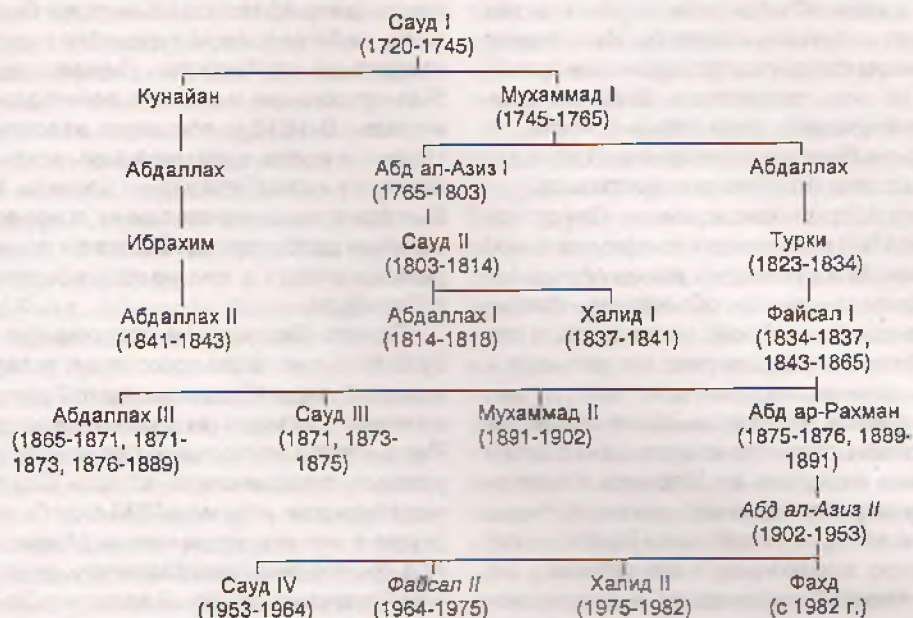 Сауд I
(1720-1745)
Кунайан
Мухаммад I
(1745-1765)
Абдаллах
Абд ал-Азиз I
(1765-1803)
Абдаллах
Ибрахим
Сауд II
(1803-1814)
Турки
(1823-1834)
Абдаллах II
(1841-1843)
Абдаллах I
(1814-1818)
Халид I
(1837-1841)
Файсал I
(1834-1837,
1843-1865)
Абдаллах III
(1865-1871, 1871-
1873, 1876-1889)
Сауд III
(1871, 1873-
1875)
Мухаммад II
(1891-1902)
Абд ар-Рахман
(1875-1876, 1889-
1891)
Абд ал-Азиз II
(1902-1953)
Сауд IV
(1953-1964)
Файсал II
(1964-1975)
Халид II
(1975-1982)
Фахд
(с 1982 г.)